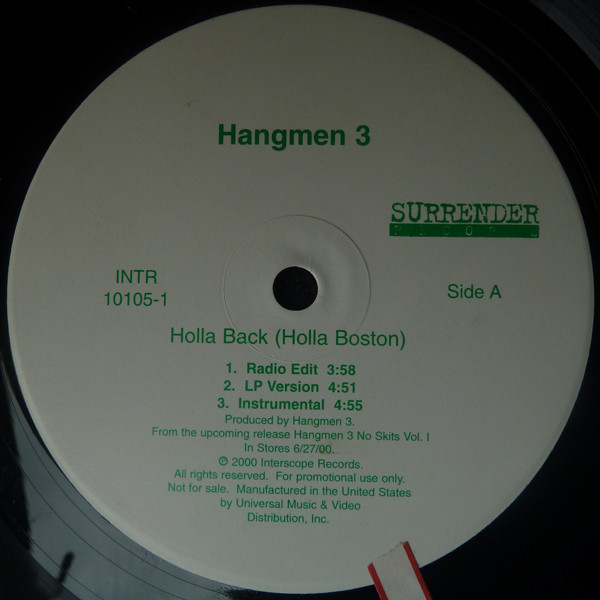 Hangmen 3
SURRENDER
RECORDS
INTR
10105-1
Side A
Holla Back (Holla Boston)
1. Radio Edit 3:58
2. LP Version 4:51
3. Instrumental 4:55
Produced by Hangmen 3.
From the upcoming release Hangmen 3 No Skits Vol. I
In Stores 6/27/00.
℗ 2000 Interscope Records.
All rights reserved. For promotional use only.
Not for sale. Manufactured in the United States
by Universal Music & Video
Distribution, Inc.